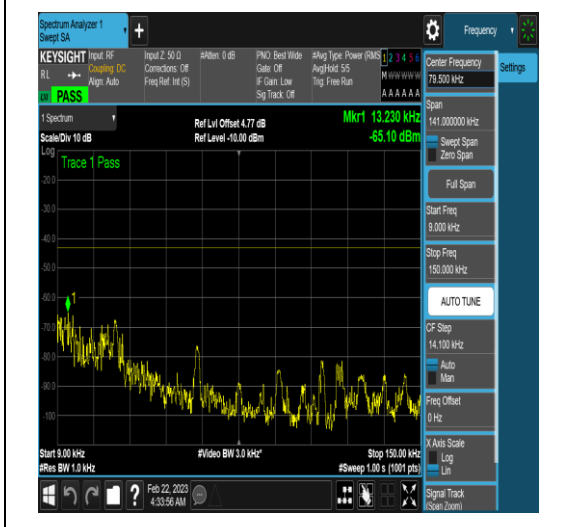 Spectrum Analyzer 1
Swept SA
+
Frequency
KEYSIGHT
RL
PASS
Input: RF
Coupling: DC
Align: Auto
Input Z: 50 Ω
Corrections: Off
Freq Ref: Int (S)
#Atten: 0 dB
PNO: Best Wide
Gate: Off
IF Gain: Low
Sig Track: Off
#Avg Type: Power (RMS)
Avg|Hold: 5/5
Trig: Free Run
1 2 3 4 5 6
M W W W W W
A A A A A A
1 Spectrum
Scale/Div 10 dB
Ref Lvl Offset 4.77 dB
Ref Level -10.00 dBm
Mkr1 13.230 kHz
-65.10 dBm
Log
Trace 1 Pass
-20.0
-30.0
-40.0
-50.0
-60.0
-70.0
-80.0
-90.0
-100
1
Start 9.00 kHz
#Res BW 1.0 kHz
#Video BW 3.0 kHz*
Stop 150.00 kHz
#Sweep 1.00 s (1001 pts)
?
Feb 22, 2023
4:33:56 AM
Center Frequency
79.500 kHz
Settings
Span
141.000000 kHz
Swept Span
Zero Span
Full Span
Start Freq
9.000 kHz
Stop Freq
150.000 kHz
AUTO TUNE
CF Step
14.100 kHz
Auto
Man
Freq Offset
0 Hz
X Axis Scale
Log
Lin
Signal Track
(Span Zoom)